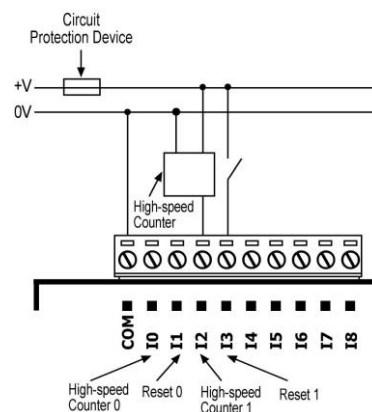 Circuit
Protection Device
+V
0V
High-speed
Counter
COM I0 I1 I2 I3 I4 I5 I6 I7 I8
High-speed
Counter 0
Reset 0
High-speed
Counter 1
Reset 1